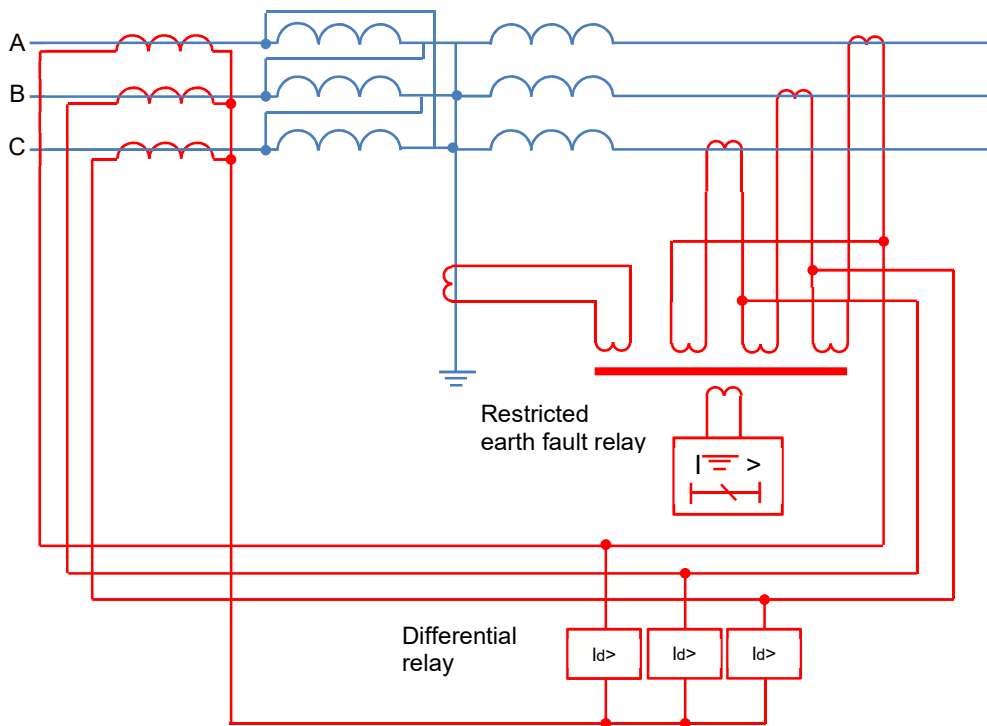 A
B
C
Restricted
earth fault relay
I >
Differential
relay
Id>
Id>
Id>